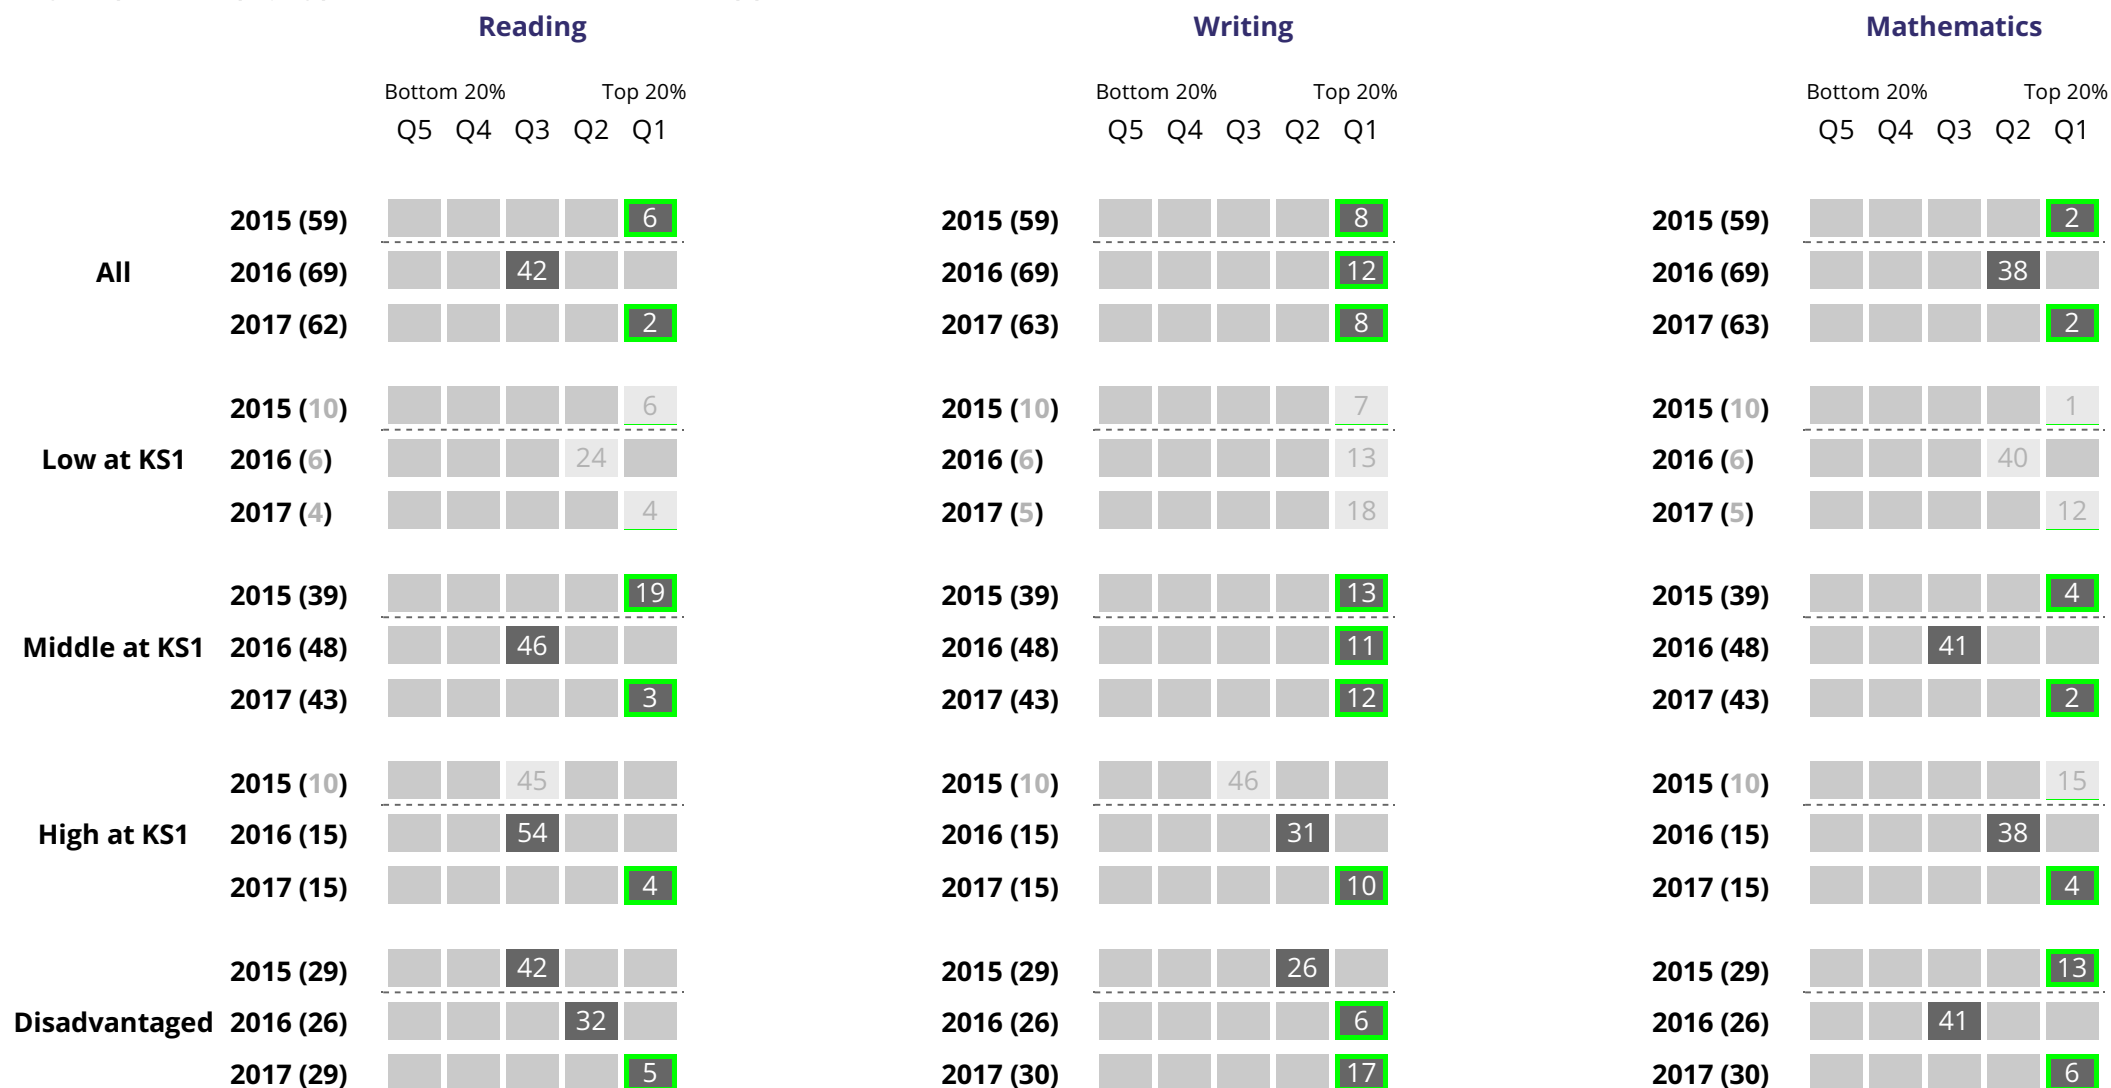 Reading Writing Mathematics
Bottom 20% Top 20% Bottom 20% Top 20% Bottom 20% Top 20%
Q5 Q4 Q3 Q2 Q1 Q5 Q4 Q3 Q2 Q1 Q5 Q4 Q3 Q2 Q1
2015 (59) 6 2015 (59) 8 2015 (59) 2
All 2016 (69) 42 2016 (69) 12 2016 (69) 38
2017 (62) 2 2017 (63) 8 2017 (63) 2
2015 (10) 6 2015 (10) 7 2015 (10) 1
Low at KS1 2016 (6) 24 2016 (6) 13 2016 (6) 40
2017 (4) 4 2017 (5) 18 2017 (5) 12
2015 (39) 19 2015 (39) 13 2015 (39) 4
Middle at KS1 2016 (48) 46 2016 (48) 11 2016 (48) 41
2017 (43) 3 2017 (43) 12 2017 (43) 2
2015 (10) 45 2015 (10) 46 2015 (10) 15
High at KS1 2016 (15) 54 2016 (15) 31 2016 (15) 38
2017 (15) 4 2017 (15) 10 2017 (15) 4
2015 (29) 42 2015 (29) 26 2015 (29) 13
Disadvantaged 2016 (26) 32 2016 (26) 6 2016 (26) 41
2017 (29) 5 2017 (30) 17 2017 (30) 6